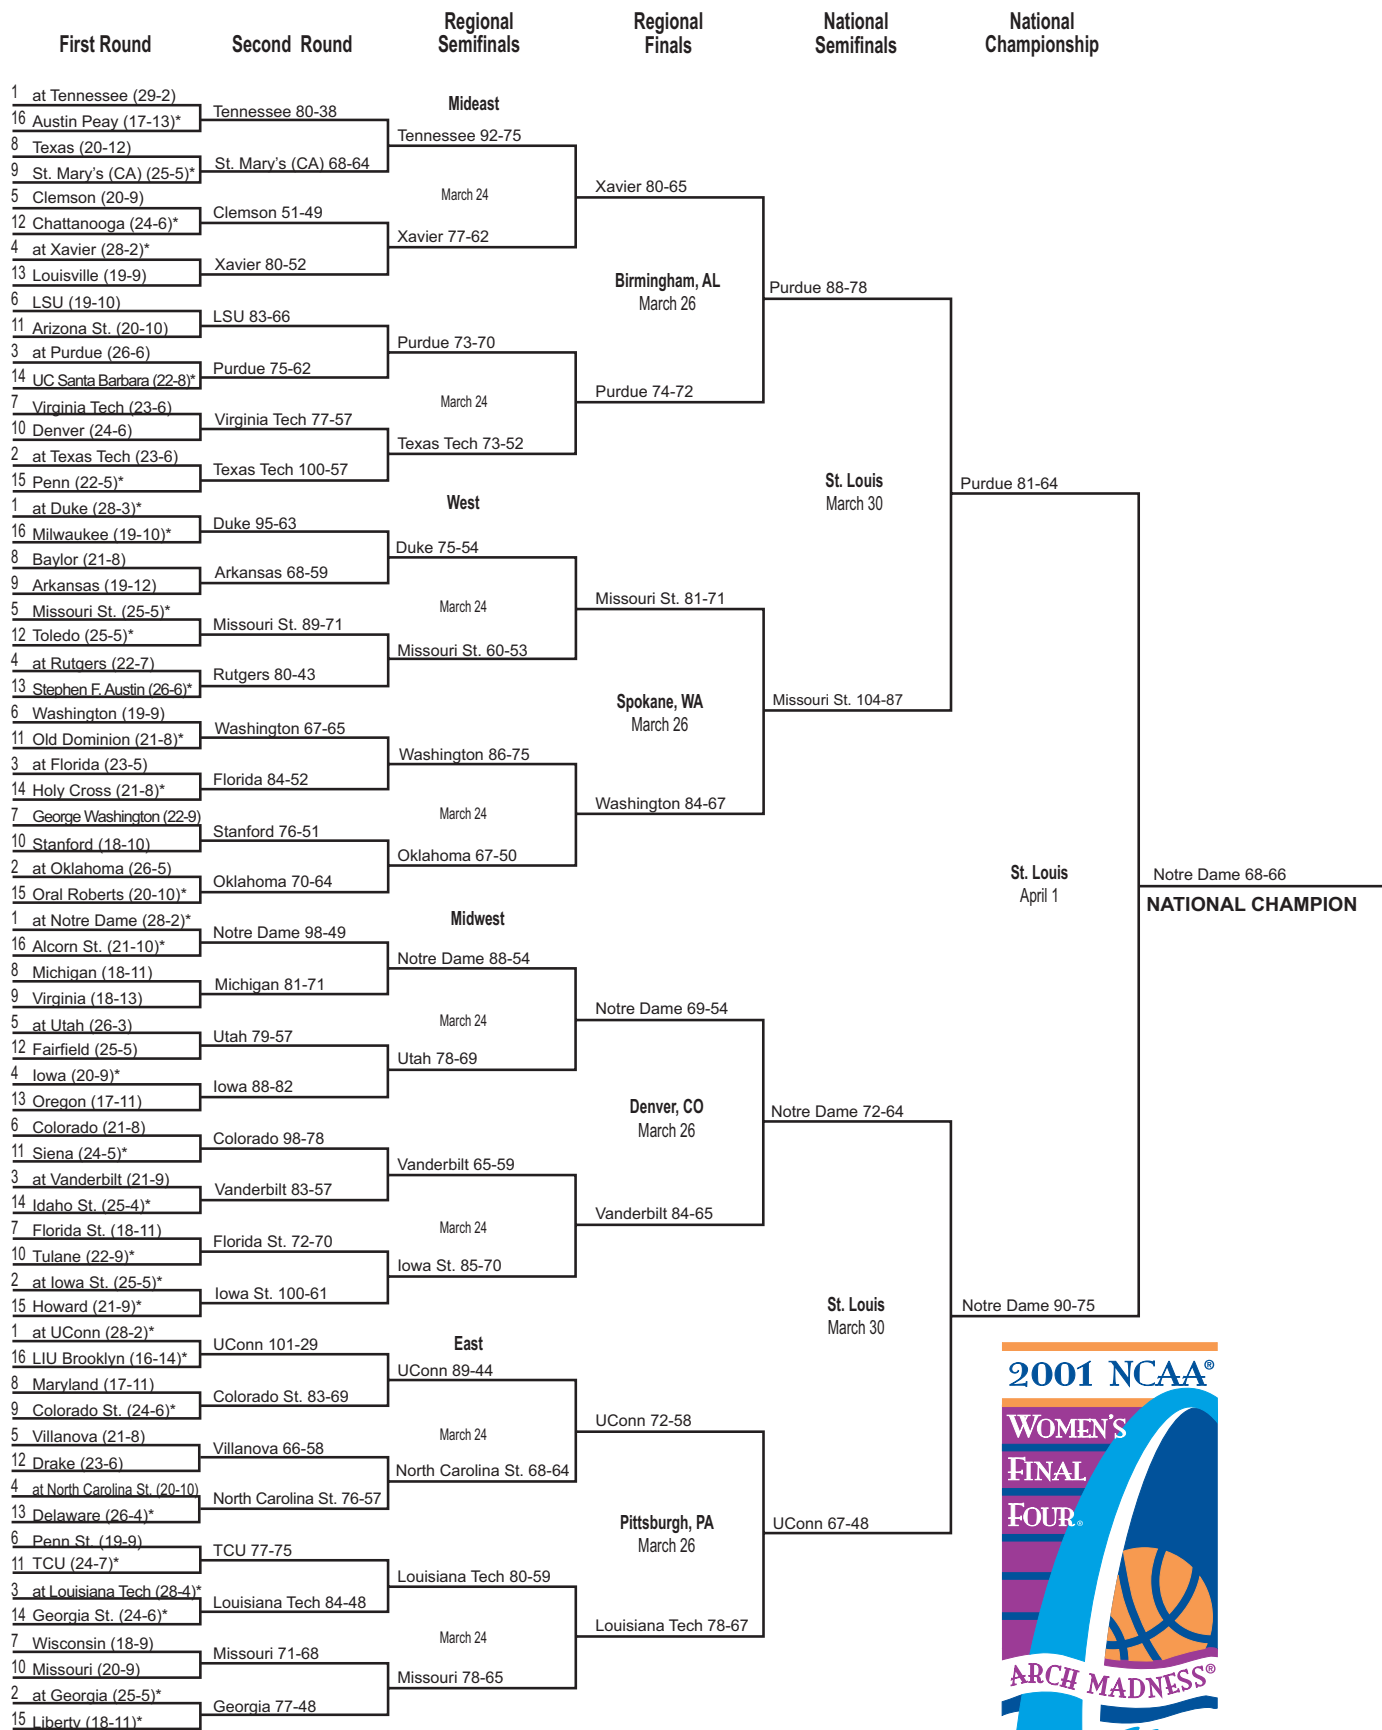 First Round
Second Round
Regional
Semifinals
Regional
Finals
National
Semifinals
National
Championship
1 at Tennessee (29-2)
16 Austin Peay (17-13)*
8 Texas (20-12)
9 St. Mary's (CA) (25-5)*
5 Clemson (20-9)
12 Chattanooga (24-6)*
4 at Xavier (28-2)*
13 Louisville (19-9)
6 LSU (19-10)
11 Arizona St. (20-10)
3 at Purdue (26-6)
14 UC Santa Barbara (22-8)*
7 Virginia Tech (23-6)
10 Denver (24-6)
2 at Texas Tech (23-6)
15 Penn (22-5)*
1 at Duke (28-3)*
16 Milwaukee (19-10)*
8 Baylor (21-8)
9 Arkansas (19-12)
5 Missouri St. (25-5)*
12 Toledo (25-5)*
4 at Rutgers (22-7)
13 Stephen F. Austin (26-6)*
6 Washington (19-9)
11 Old Dominion (21-8)*
3 at Florida (23-5)
14 Holy Cross (21-8)*
7 George Washington (22-9)
10 Stanford (18-10)
2 at Oklahoma (26-5)
15 Oral Roberts (20-10)*
1 at Notre Dame (28-2)*
16 Alcorn St. (21-10)*
8 Michigan (18-11)
9 Virginia (18-13)
5 at Utah (26-3)
12 Fairfield (25-5)
4 Iowa (20-9)*
13 Oregon (17-11)
6 Colorado (21-8)
11 Siena (24-5)*
3 at Vanderbilt (21-9)
14 Idaho St. (25-4)*
7 Florida St. (18-11)
10 Tulane (22-9)*
2 at Iowa St. (25-5)*
15 Howard (21-9)*
1 at UConn (28-2)*
16 LIU Brooklyn (16-14)*
8 Maryland (17-11)
9 Colorado St. (24-6)*
5 Villanova (21-8)
12 Drake (23-6)
4 at North Carolina St. (20-10)
13 Delaware (26-4)*
6 Penn St. (19-9)
11 TCU (24-7)*
3 at Louisiana Tech (28-4)*
14 Georgia St. (24-6)*
7 Wisconsin (18-9)
10 Missouri (20-9)
2 at Georgia (25-5)*
15 Liberty (18-11)*
Tennessee 80-38
St. Mary's (CA) 68-64
Clemson 51-49
Xavier 80-52
LSU 83-66
Purdue 75-62
Virginia Tech 77-57
Texas Tech 100-57
Duke 95-63
Arkansas 68-59
Missouri St. 89-71
Rutgers 80-43
Washington 67-65
Florida 84-52
Stanford 76-51
Oklahoma 70-64
Notre Dame 98-49
Michigan 81-71
Utah 79-57
Iowa 88-82
Colorado 98-78
Vanderbilt 83-57
Florida St. 72-70
Iowa St. 100-61
UConn 101-29
Colorado St. 83-69
Villanova 66-58
North Carolina St. 76-57
TCU 77-75
Louisiana Tech 84-48
Missouri 71-68
Georgia 77-48
Mideast
Tennessee 92-75
March 24
Xavier 77-62
Purdue 73-70
March 24
Texas Tech 73-52
West
Duke 75-54
March 24
Missouri St. 60-53
Washington 86-75
March 24
Oklahoma 67-50
Midwest
Notre Dame 88-54
March 24
Utah 78-69
Vanderbilt 65-59
March 24
Iowa St. 85-70
East
UConn 89-44
March 24
North Carolina St. 68-64
Louisiana Tech 80-59
March 24
Missouri 78-65
Xavier 80-65
Birmingham, AL
March 26
Purdue 74-72
Missouri St. 81-71
Spokane, WA
March 26
Washington 84-67
Notre Dame 69-54
Denver, CO
March 26
Vanderbilt 84-65
UConn 72-58
Pittsburgh, PA
March 26
Louisiana Tech 78-67
Purdue 88-78
St. Louis
March 30
Missouri St. 104-87
Notre Dame 72-64
St. Louis
March 30
UConn 67-48
Purdue 81-64
St. Louis
April 1
Notre Dame 90-75
Notre Dame 68-66
NATIONAL CHAMPION
2001 NCAA®
WOMEN'S
FINAL
FOUR®
ARCH MADNESS®